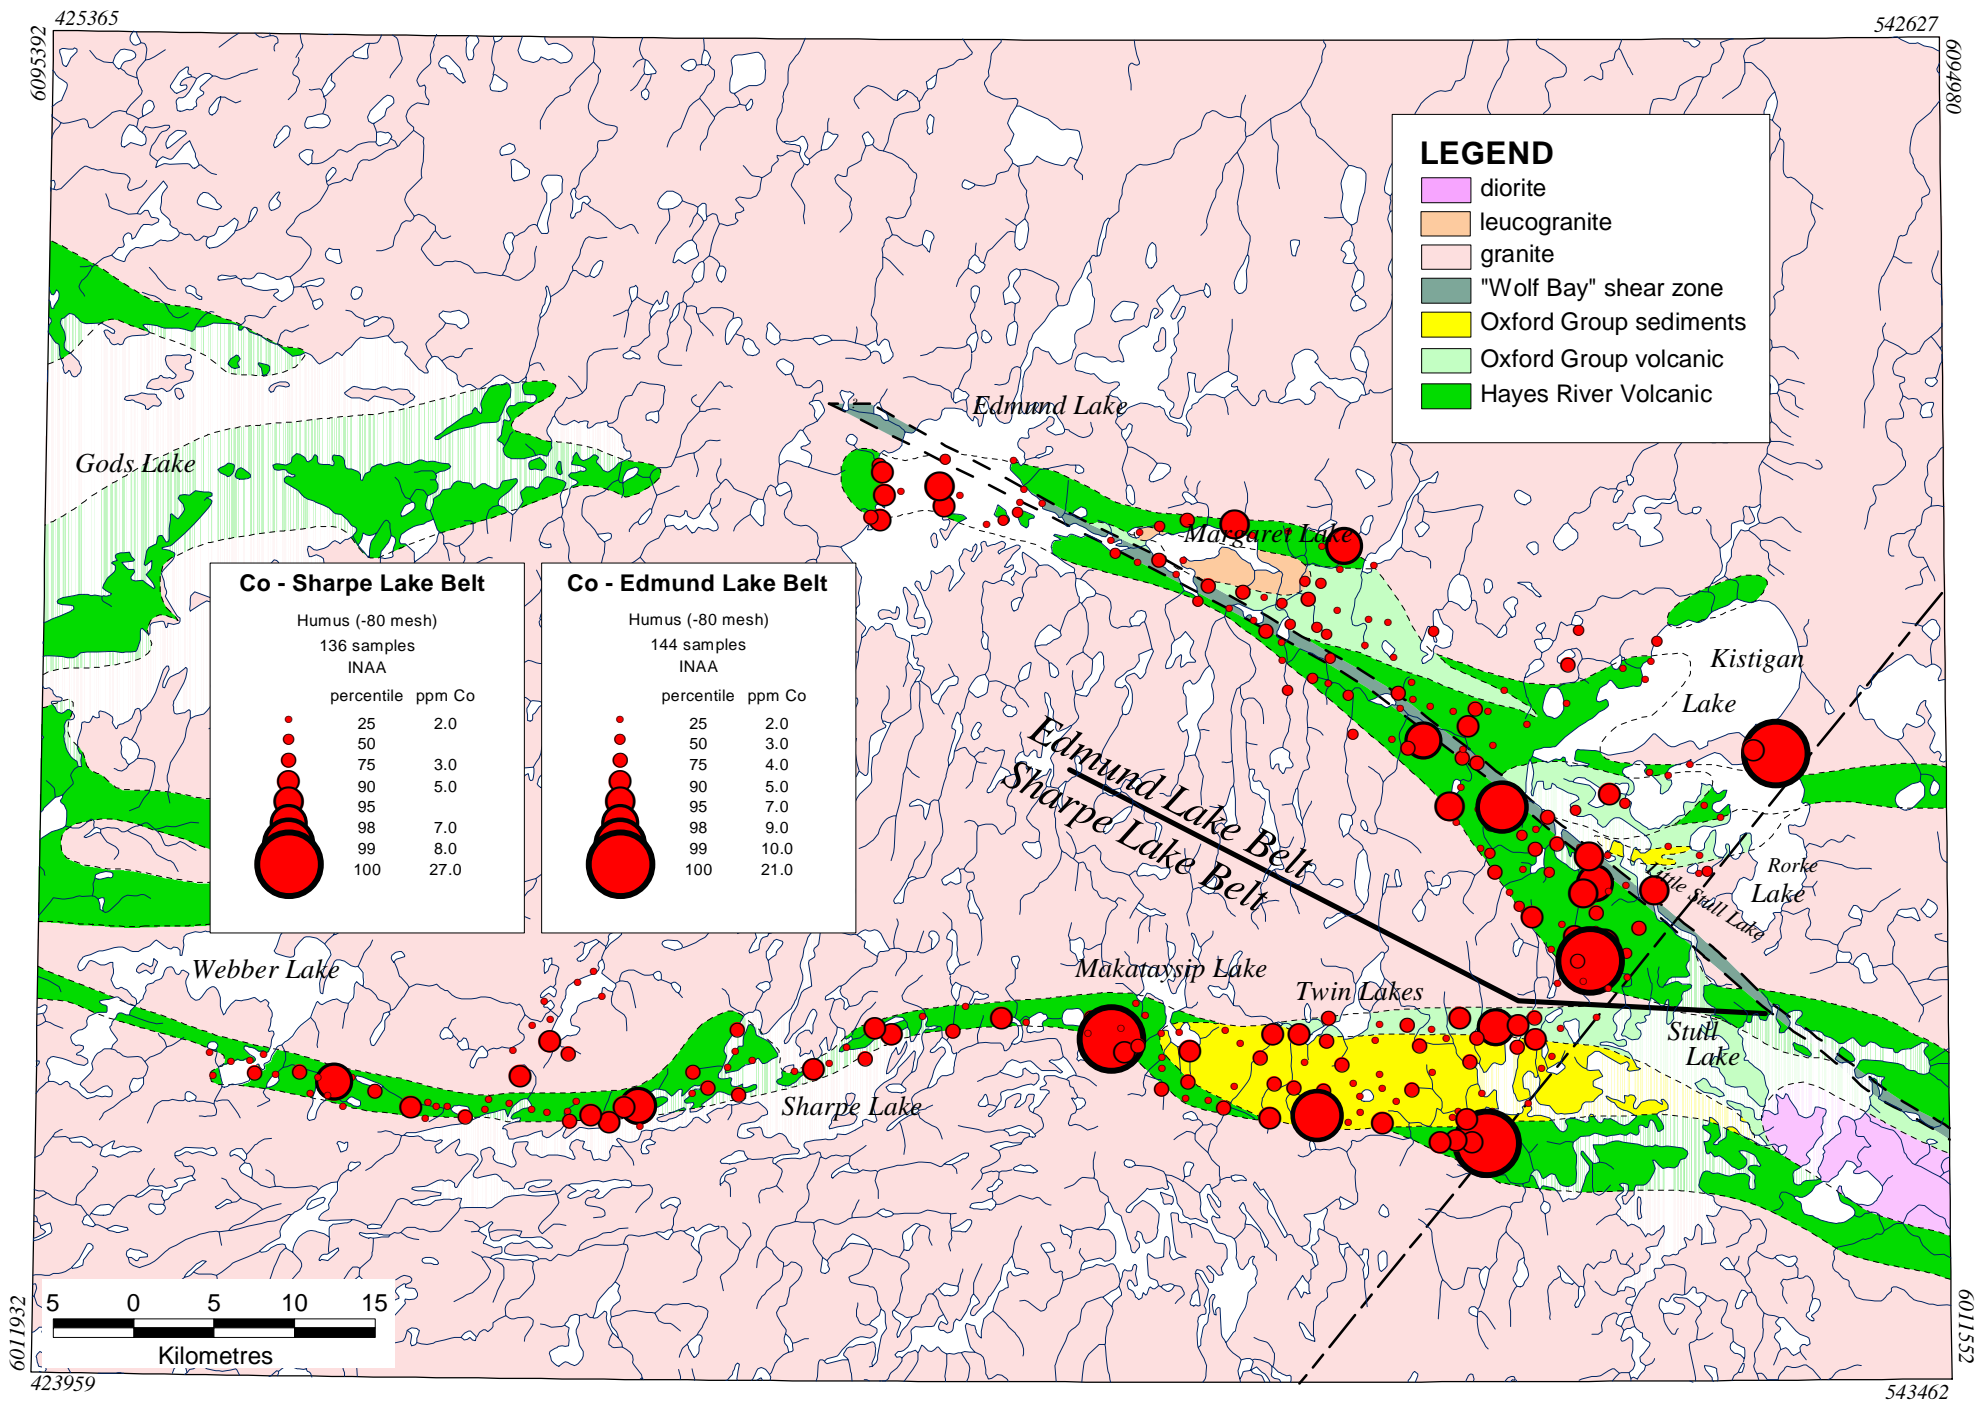 425365
542627
6095392
6094980
LEGEND
diorite
leucogranite
granite
"Wolf Bay" shear zone
Oxford Group sediments
Oxford Group volcanic
Hayes River Volcanic
Edmund Lake
Gods Lake
Margaret Lake
Co - Sharpe Lake Belt
Humus (-80 mesh)
136 samples
INAA
percentile ppm Co
25 2.0
50
75 3.0
90 5.0
95
98 7.0
99 8.0
100 27.0
Co - Edmund Lake Belt
Humus (-80 mesh)
144 samples
INAA
percentile ppm Co
25 2.0
50 3.0
75 4.0
90 5.0
95 7.0
98 9.0
99 10.0
100 21.0
Kistigan
Lake
Edmund Lake Belt
Sharpe Lake Belt
Rorke
Lake
Little Stull Lake
Webber Lake
Makataysip Lake
Twin Lakes
Stull
Lake
Sharpe Lake
5 0 5 10 15
Kilometres
6011932
6011552
423959
543462